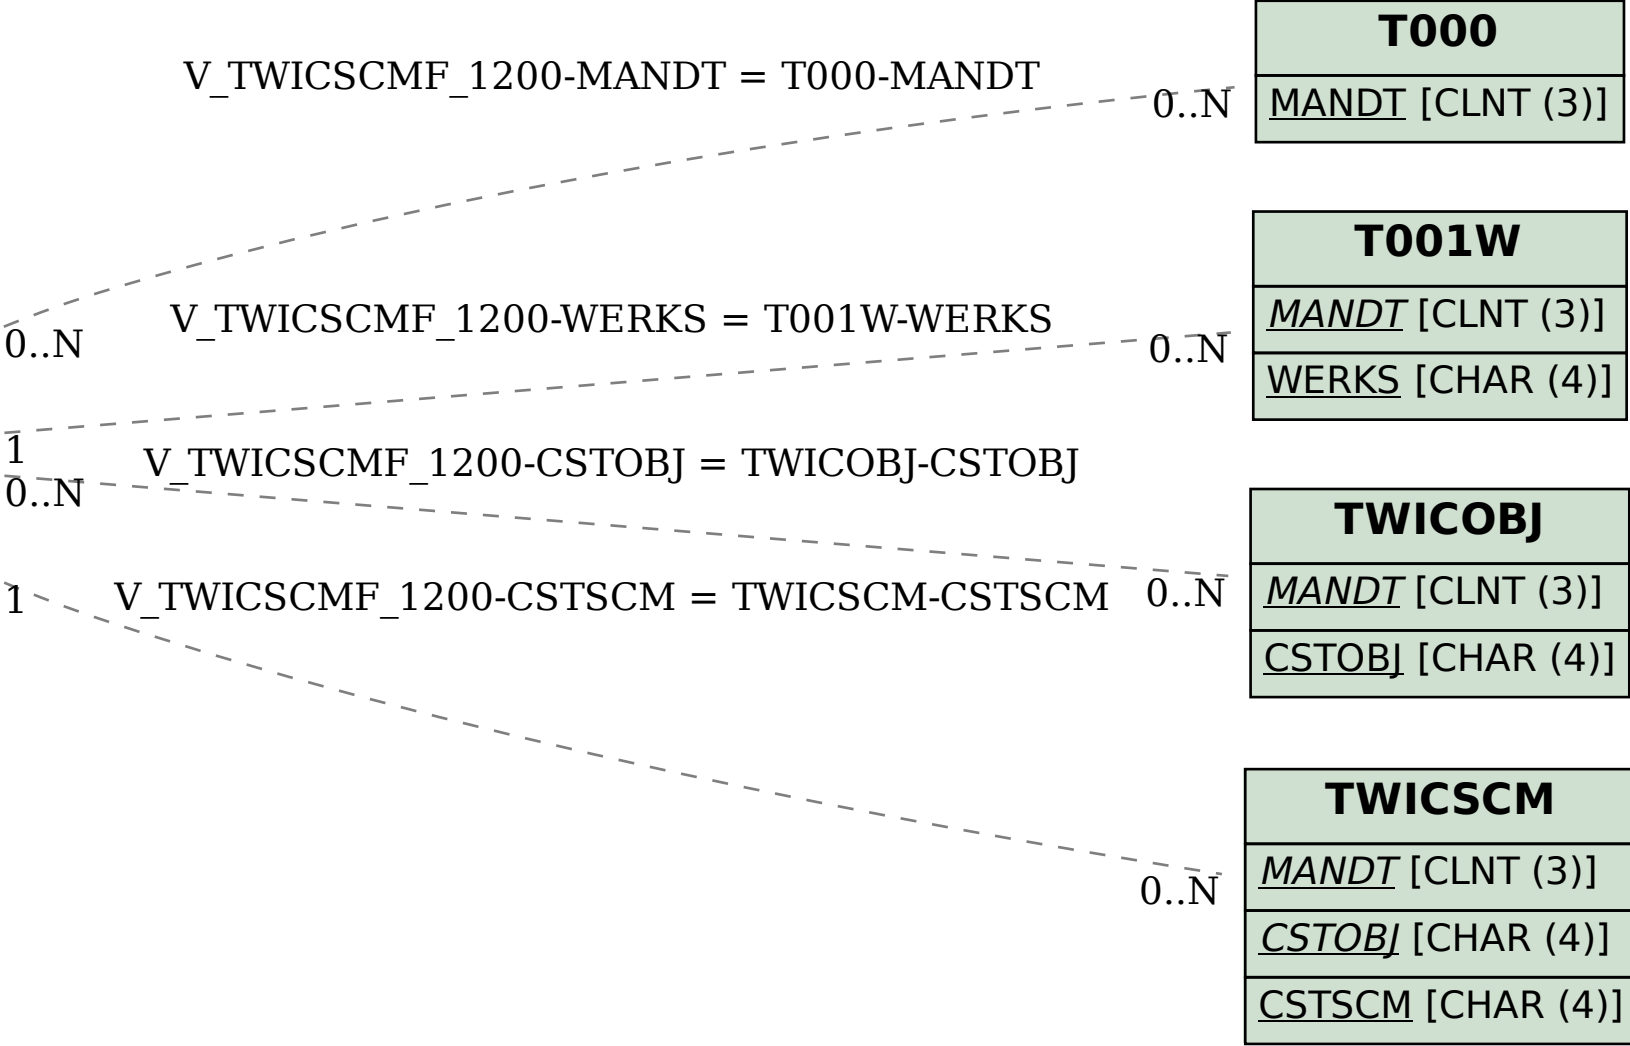 T000
MANDT [CLNT (3)]
V_TWICSCMF_1200-MANDT = T000-MANDT
0..N
0..N
T001W
MANDT [CLNT (3)]
WERKS [CHAR (4)]
V_TWICSCMF_1200-WERKS = T001W-WERKS
0..N
1
TWICOBJ
MANDT [CLNT (3)]
CSTOBJ [CHAR (4)]
V_TWICSCMF_1200-CSTOBJ = TWICOBJ-CSTOBJ
0..N
0..N
V_TWICSCMF_1200-CSTSCM = TWICSCM-CSTSCM
1
0..N
TWICSCM
MANDT [CLNT (3)]
CSTOBJ [CHAR (4)]
CSTSCM [CHAR (4)]